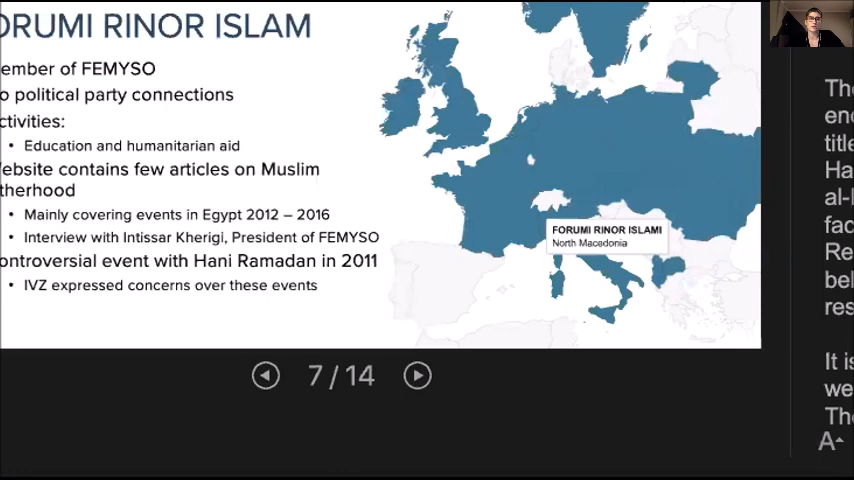 ORUMI RINOR ISLAM
ember of FEMYSO
o political party connections
ctivities:
• Education and humanitarian aid
ebsite contains few articles on Muslim
therhood
• Mainly covering events in Egypt 2012 – 2016
• Interview with Intissar Kherigi, President of FEMYSO
ontroversial event with Hani Ramadan in 2011
• IVZ expressed concerns over these events
FORUMI RINOR ISLAMI
North Macedonia
7 / 14
The
enc
title
Ha
al-I
fac
Re
bel
res
It is
we
The
A